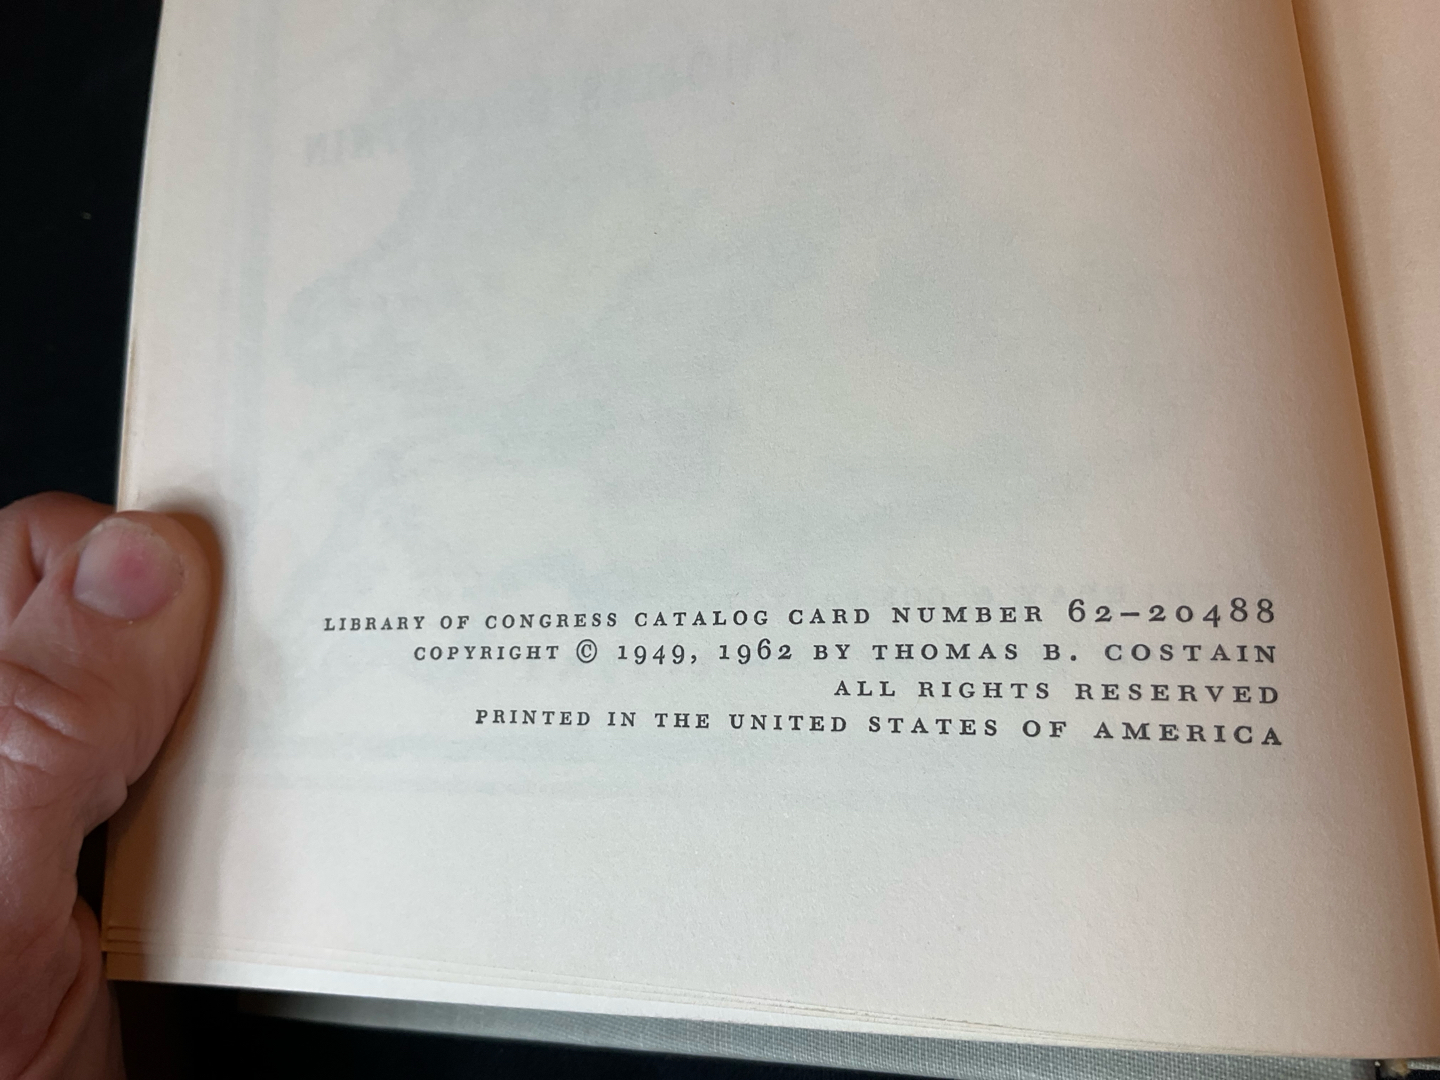 LIBRARY OF CONGRESS CATALOG CARD NUMBER 62–20488
COPYRIGHT © 1949, 1962 BY THOMAS B. COSTAIN
ALL RIGHTS RESERVED
PRINTED IN THE UNITED STATES OF AMERICA